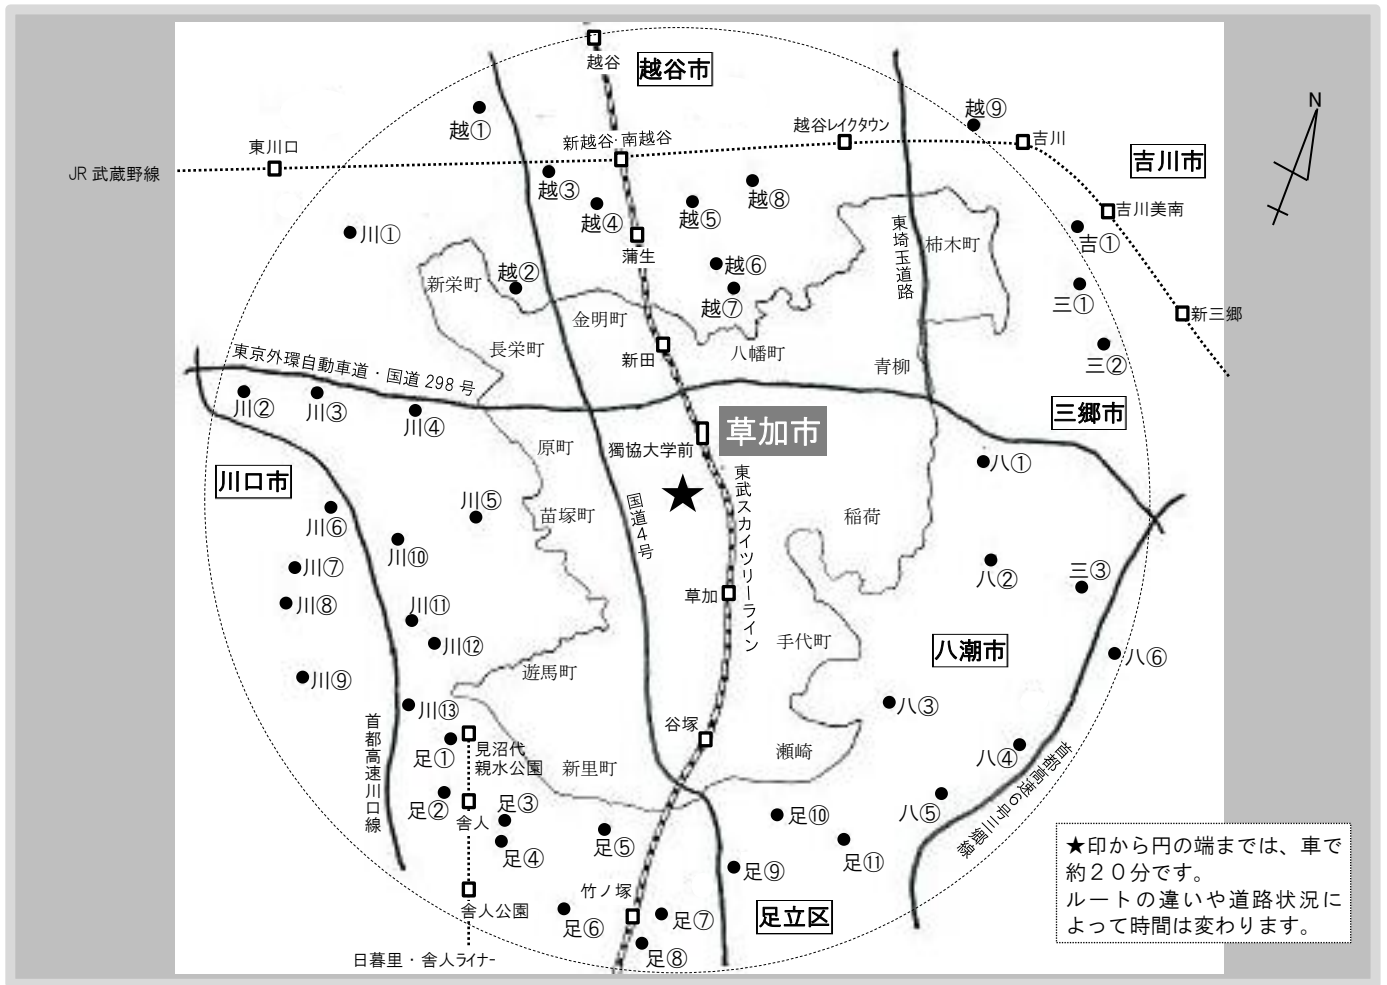 越谷
越谷市
N
越①
越⑨
東川口
新越谷・南越谷
越谷レイクタウン
吉川
JR 武蔵野線
吉川市
越③
越④
越⑤
越⑧
吉川美南
川①
蒲生
東埼玉道路
柿木町
吉①
新栄町
越②
越⑥
越⑦
三①
新三郷
金明町
長栄町
新田
八幡町
青柳
三②
東京外環自動車道・国道 298 号
川②
川③
川④
三郷市
草加市
原町
獨協大学前
川口市
八①
川⑤
苗塚町
国道4号
東武スカイツリーライン
稲荷
川⑥
川⑩
川⑦
川⑧
八②
三③
川⑪
草加
川⑫
手代町
八潮市
八⑥
川⑨
遊馬町
川⑬
八③
首都高速川口線
足①
見沼代
親水公園
谷塚
瀬崎
八④
首都高速6号三郷線
新里町
足②
舎人
足③
足④
足⑤
足⑩
八⑤
足⑪
足⑨
舎人公園
竹ノ塚
足⑥
足⑦
足立区
足⑧
日暮里・舎人ライナー
★印から円の端までは、車で
約２０分です。
ルートの違いや道路状況に
よって時間は変わります。